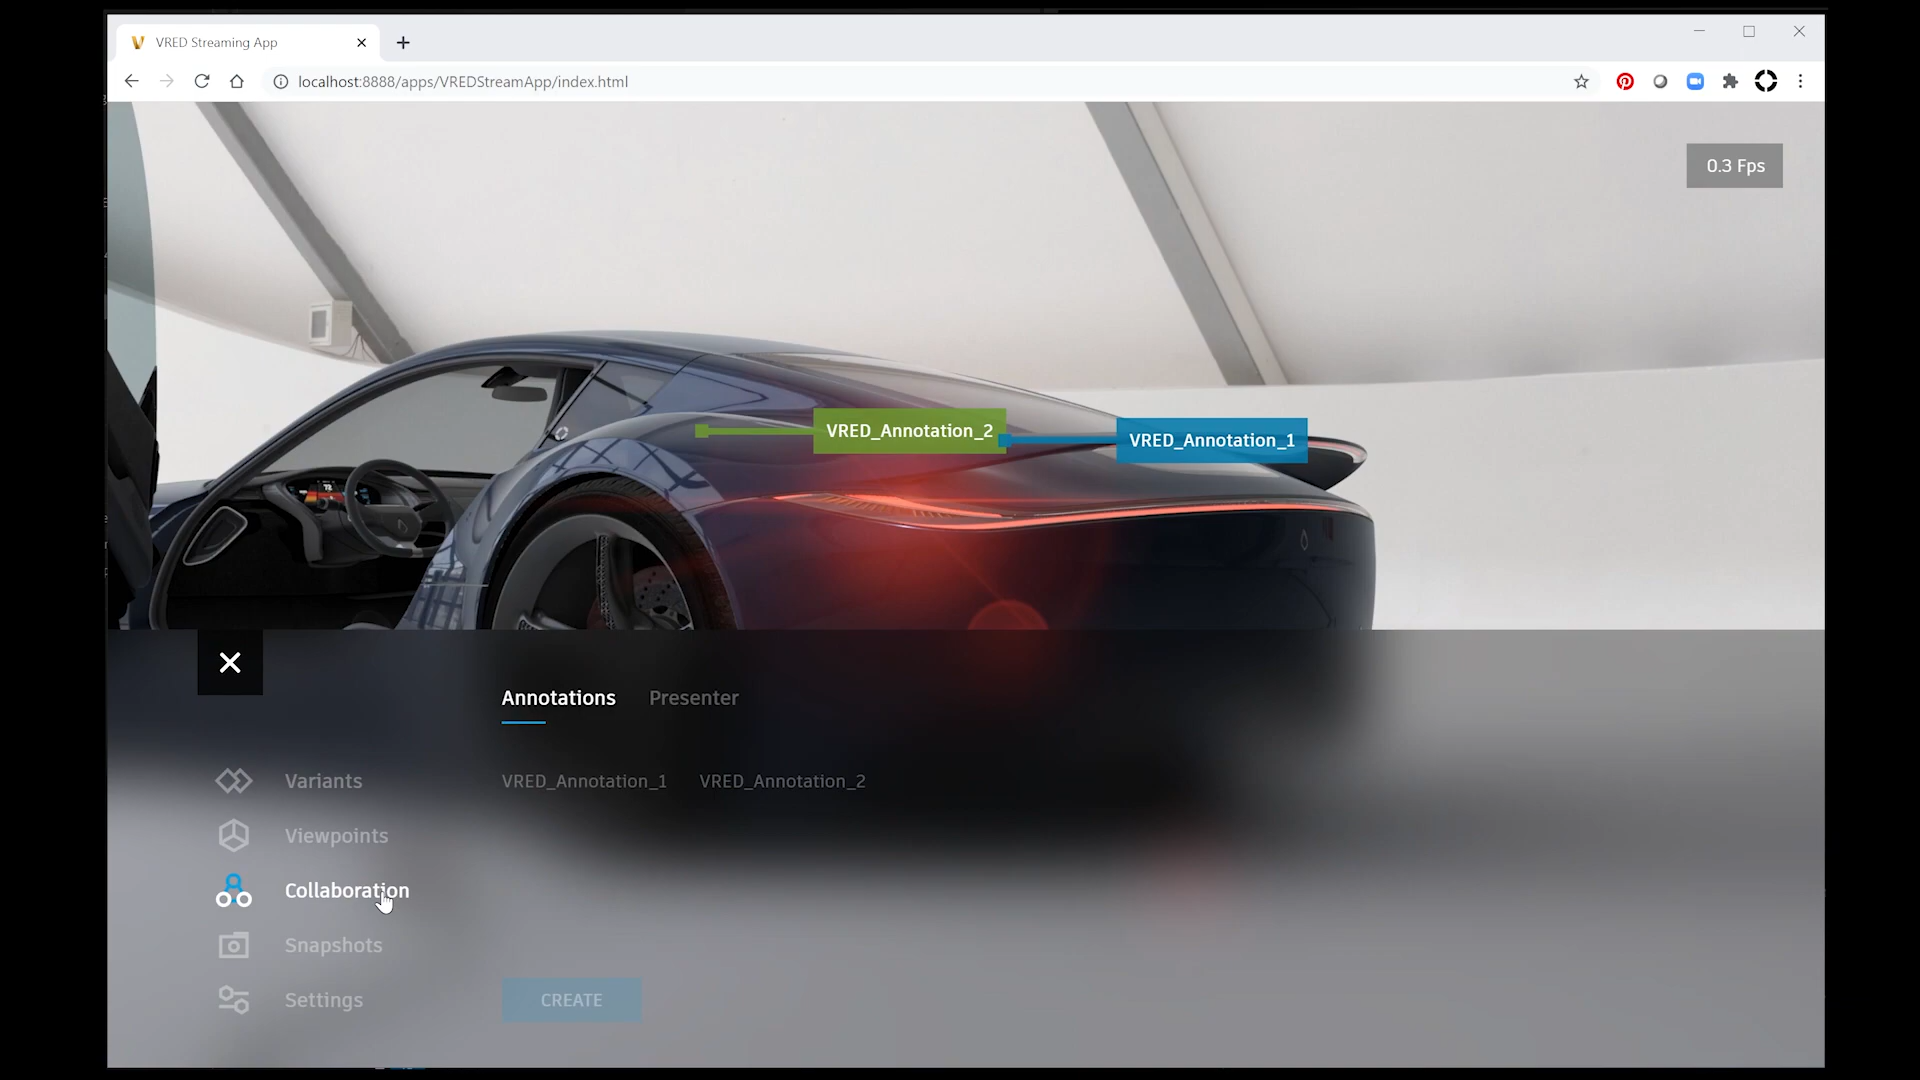 VRED Streaming App
localhost:8888/apps/VREDStreamApp/index.html
0.3 Fps
VRED_Annotation_2
VRED_Annotation_1
Annotations Presenter
Variants
VRED_Annotation_1 VRED_Annotation_2
Viewpoints
Collaboration
Snapshots
Settings
CREATE